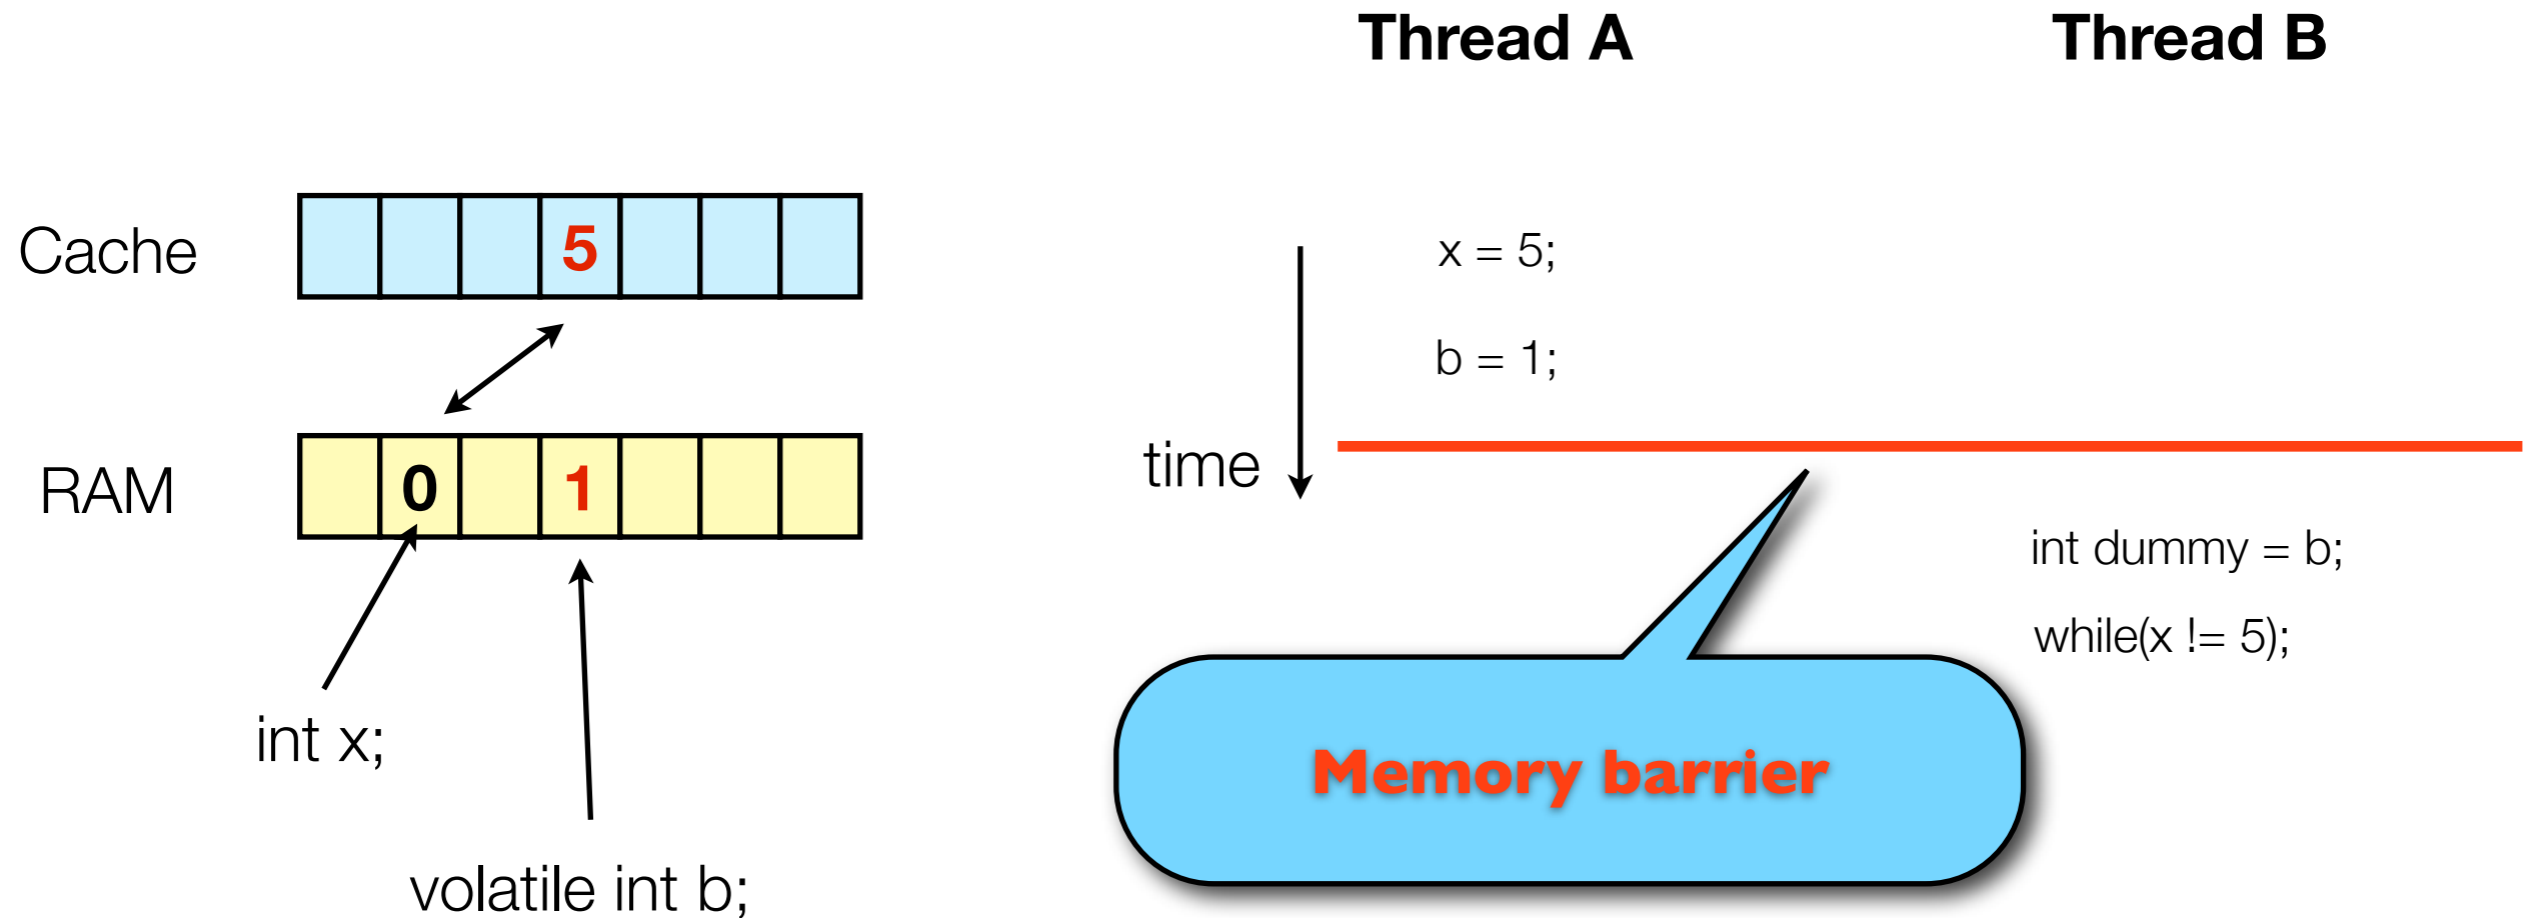 Thread A
Thread B
Cache
5
RAM
0
1
int x;
volatile int b;
time
x = 5;
b = 1;
int dummy = b;
while(x != 5);
Memory barrier